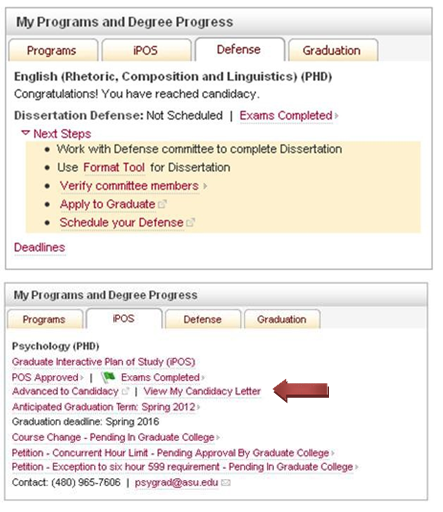 My Programs and Degree Progress
Programs iPOS Defense Graduation
English (Rhetoric, Composition and Linguistics) (PHD)
Congratulations! You have reached candidacy.
Dissertation Defense: Not Scheduled | Exams Completed
Next Steps
Work with Defense committee to complete Dissertation
Use Format Tool for Dissertation
Verify committee members
Apply to Graduate
Schedule your Defense
Deadlines
My Programs and Degree Progress
Programs iPOS Defense Graduation
Psychology (PHD)
Graduate Interactive Plan of Study (iPOS)
POS Approved | Exams Completed
Advanced to Candidacy | View My Candidacy Letter
Anticipated Graduation Term: Spring 2012
Graduation deadline: Spring 2016
Course Change - Pending In Graduate College
Petition - Concurrent Hour Limit - Pending Approval By Graduate College
Petition - Exception to six hour 599 requirement - Pending In Graduate College
Contact: (480) 965-7606 | psygrad@asu.edu